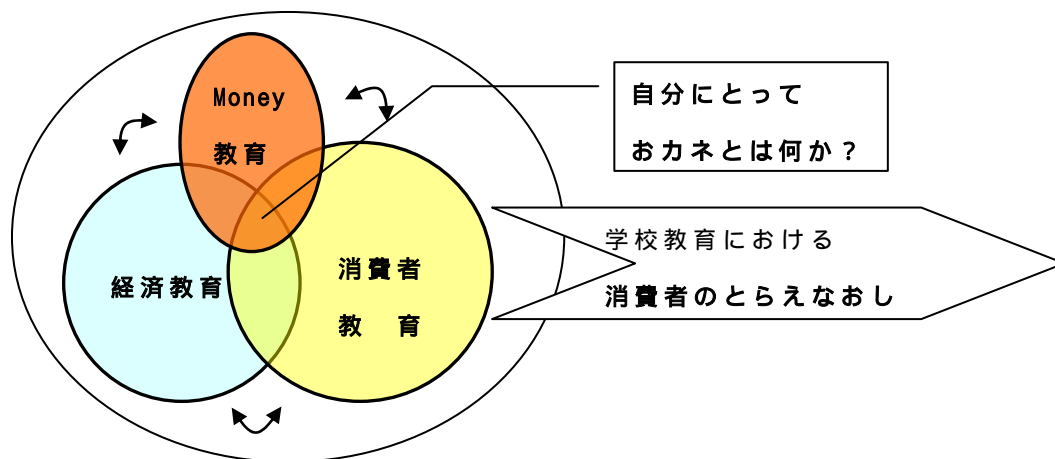 Money
教育
経済教育
消費者
教　育
自分にとって
おカネとは何か？
学校教育における
消費者のとらえなおし